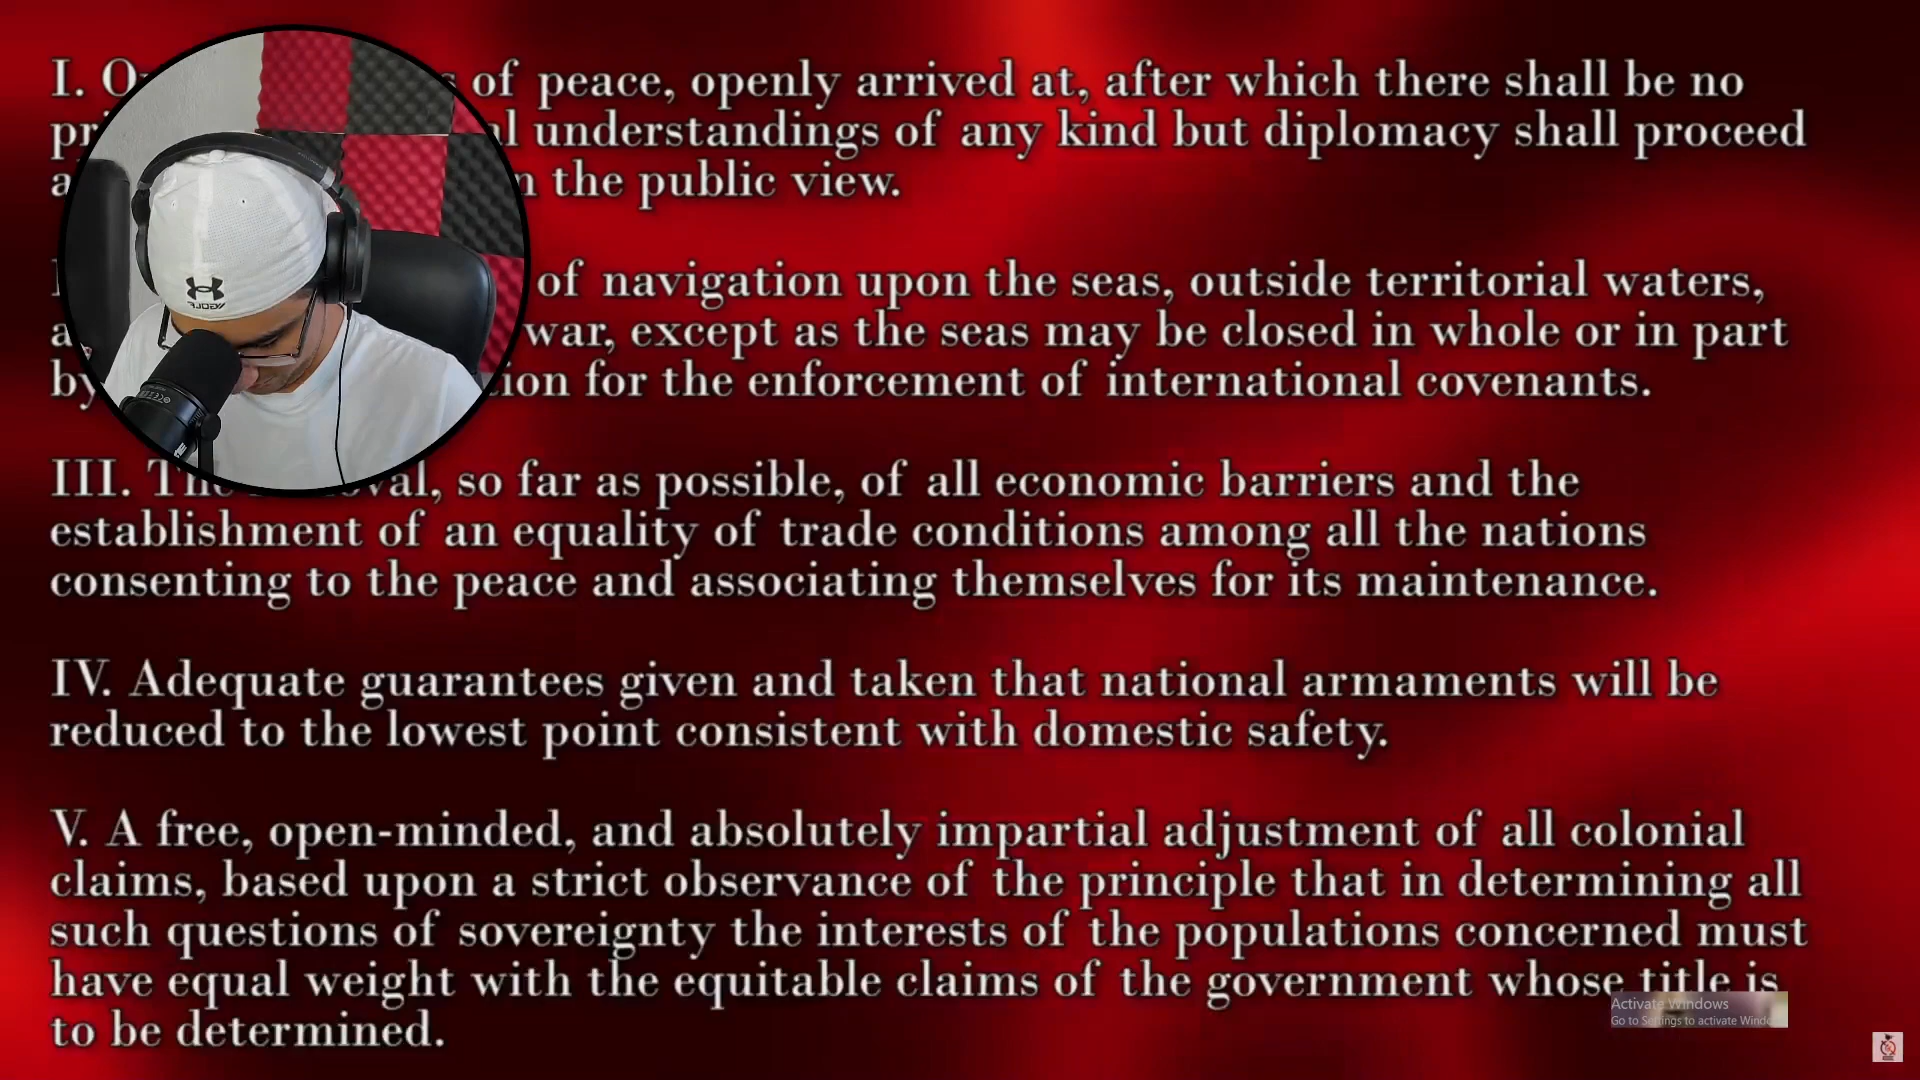 I. of peace, openly arrived at, after which there shall be no
understandings of any kind but diplomacy shall proceed
the public view.
of navigation upon the seas, outside territorial waters,
war, except as the seas may be closed in whole or in part
by for the enforcement of international covenants.
III. so far as possible, of all economic barriers and the
establishment of an equality of trade conditions among all the nations
consenting to the peace and associating themselves for its maintenance.
IV. Adequate guarantees given and taken that national armaments will be
reduced to the lowest point consistent with domestic safety.
V. A free, open-minded, and absolutely impartial adjustment of all colonial
claims, based upon a strict observance of the principle that in determining all
such questions of sovereignty the interests of the populations concerned must
have equal weight with the equitable claims of the government whose title is
to be determined.
Activate Windows
Go to Settings to activate